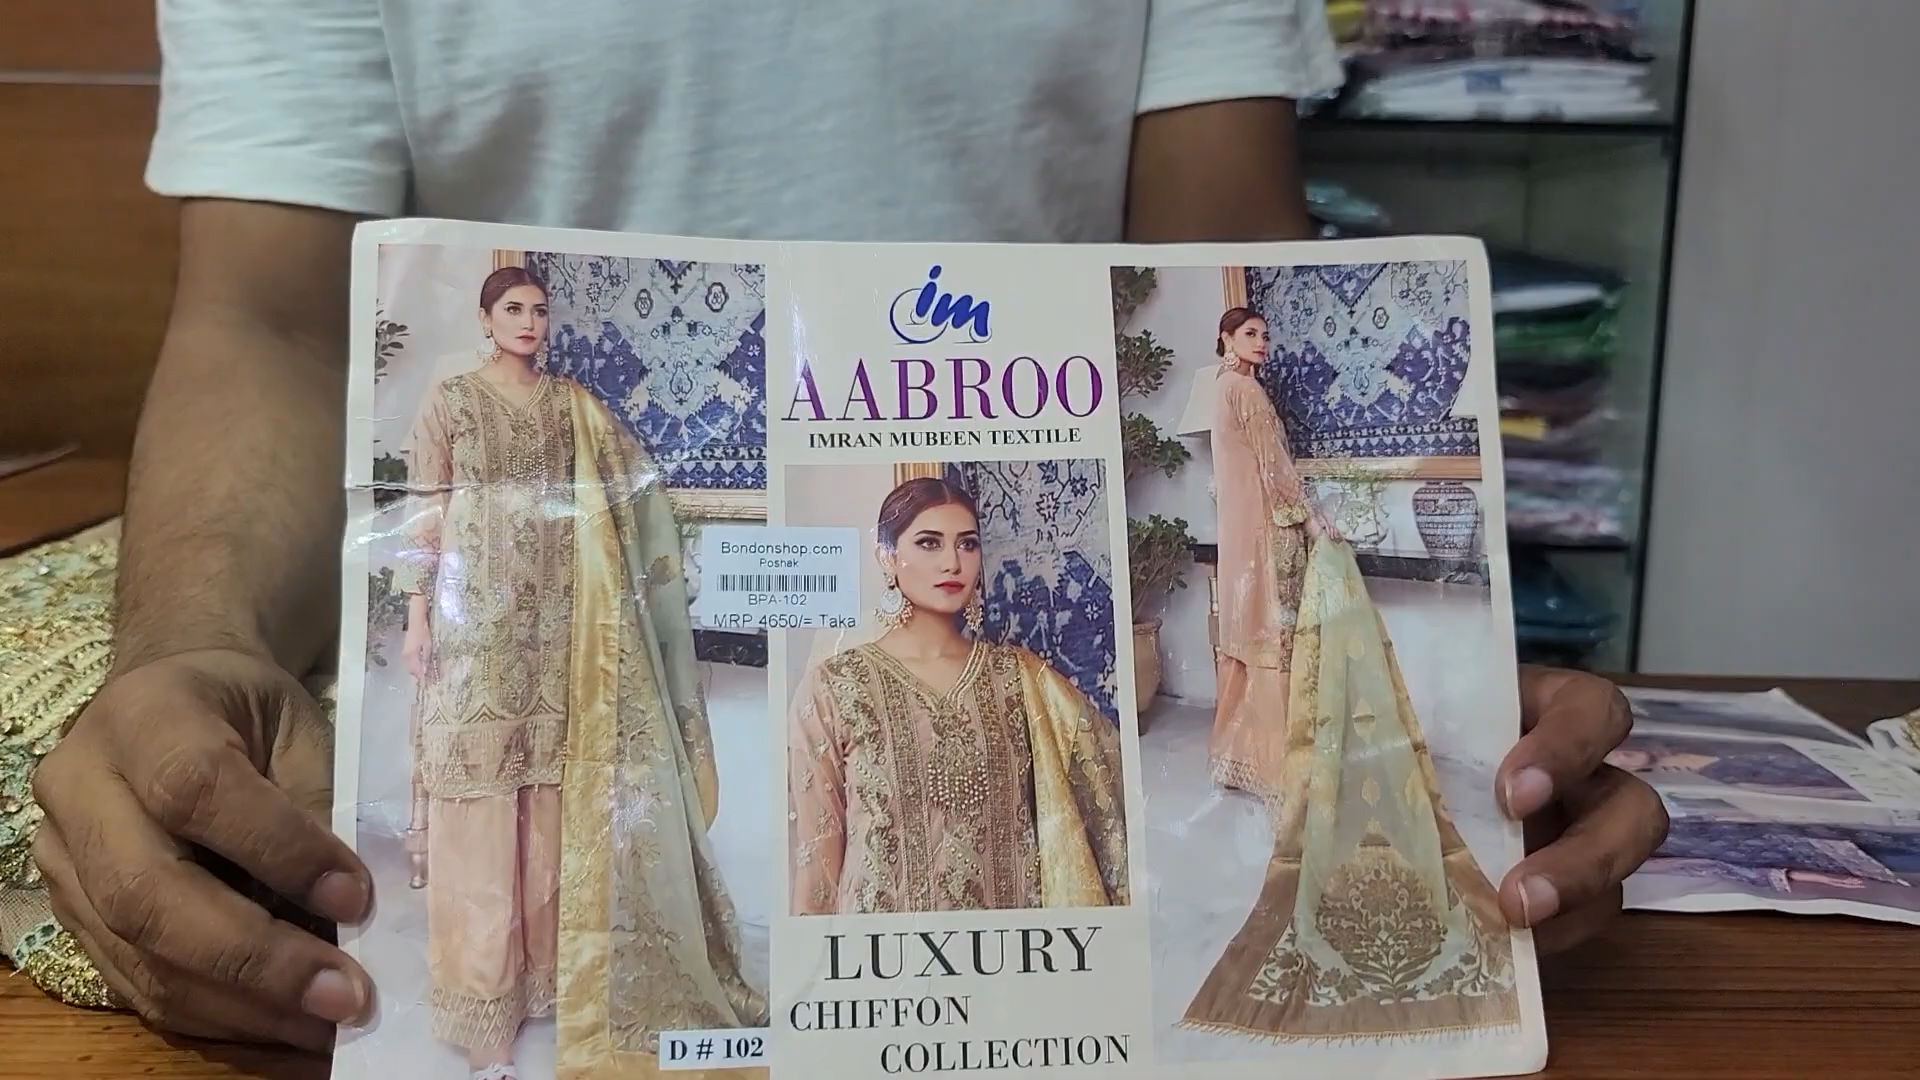 im
AABROO
IMRAN MUBEEN TEXTILE
Bondonshop.com
Poshak
BPA-102
MRP 4650/= Taka
LUXURY
CHIFFON
COLLECTION
D # 102